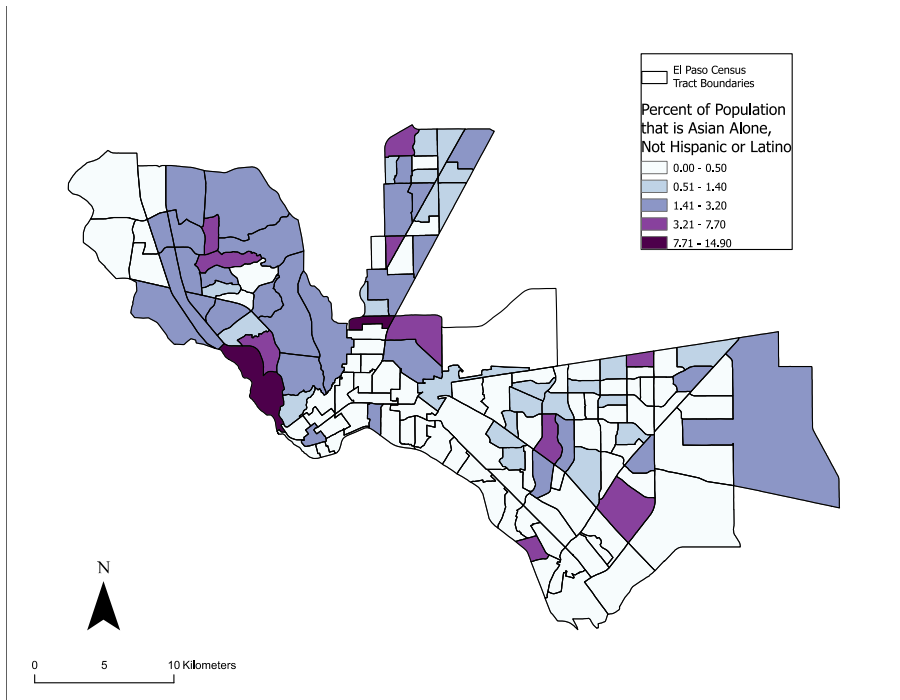 El Paso Census
Tract Boundaries
Percent of Population
that is Asian Alone,
Not Hispanic or Latino
0.00 - 0.50
0.51 - 1.40
1.41 - 3.20
3.21 - 7.70
7.71 - 14.90
N
0 5 10 Kilometers